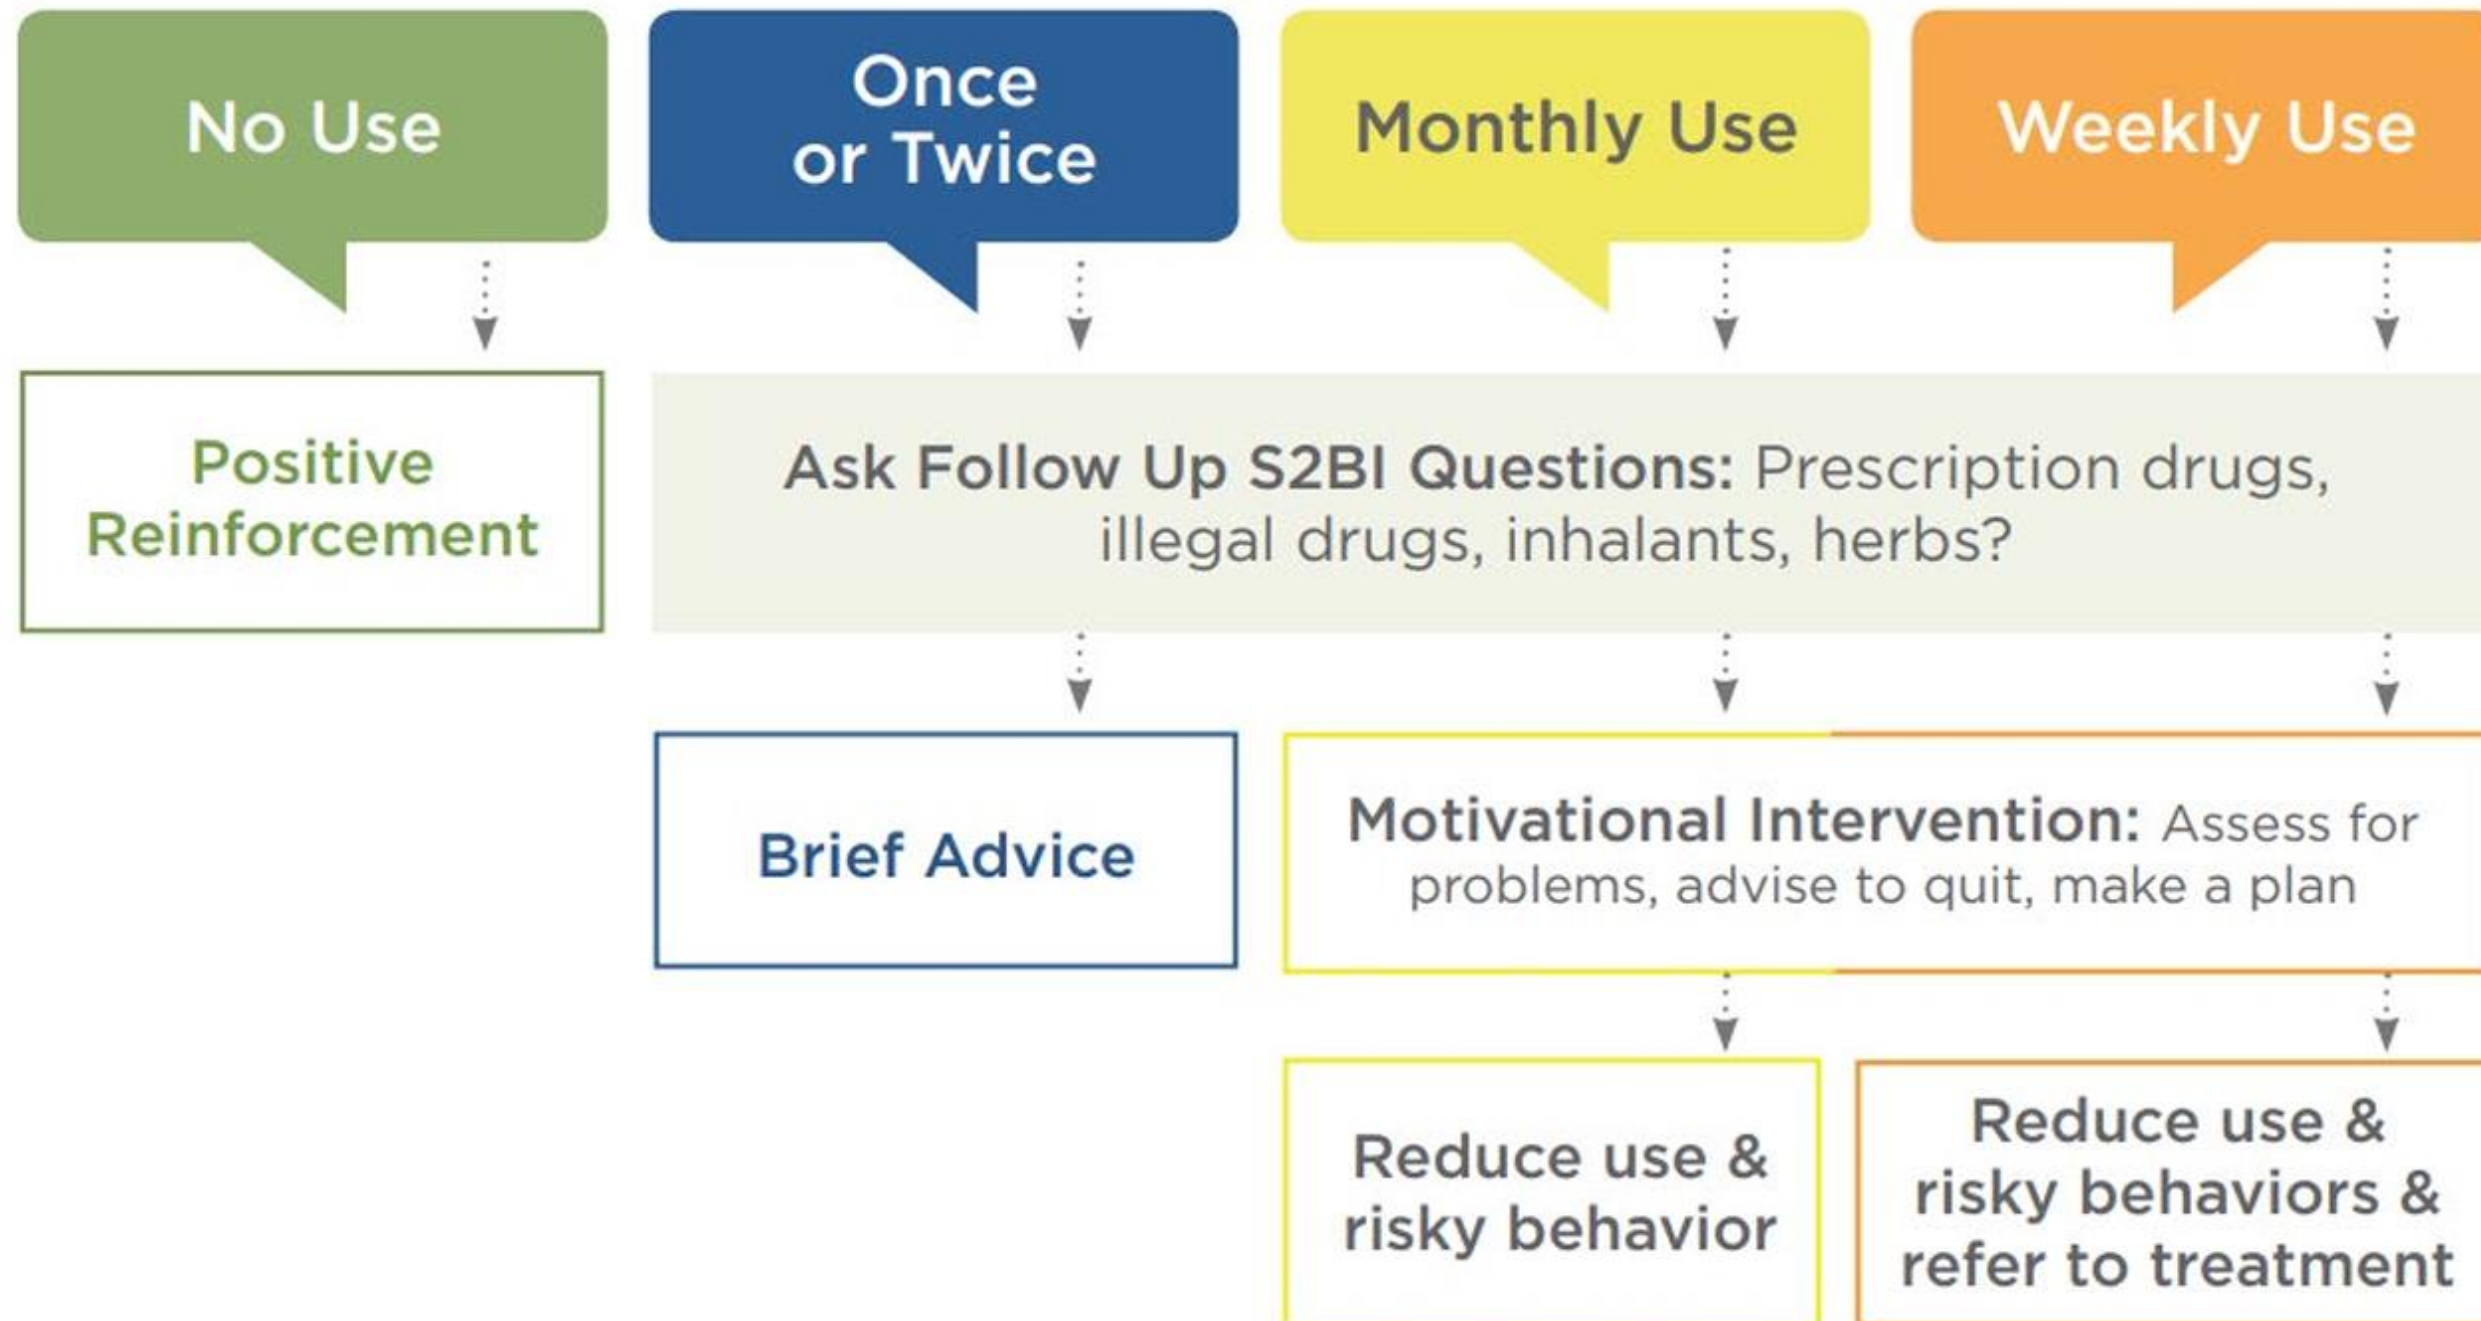 No Use
Once
or Twice
Monthly Use
Weekly Use
Positive
Reinforcement
Ask Follow Up S2BI Questions: Prescription drugs,
illegal drugs, inhalants, herbs?
Brief Advice
Motivational Intervention: Assess for
problems, advise to quit, make a plan
Reduce use &
risky behavior
Reduce use &
risky behaviors &
refer to treatment